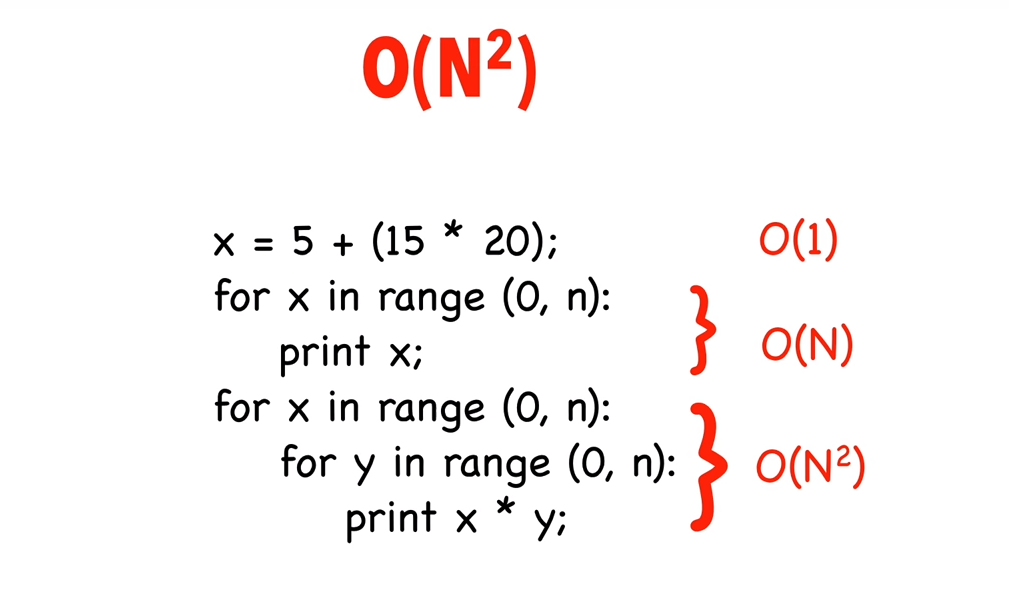 O(N²)
x = 5 + (15 * 20); O(1)
for x in range (0, n):
print x; O(N)
for x in range (0, n):
for y in range (0, n): O(N²)
print x * y;